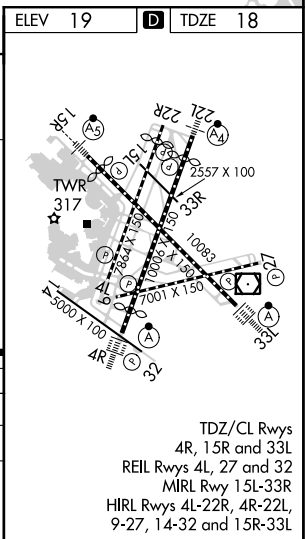 ELEV 19
D
TDZE 18
15R
A5
22R
22L
A4
P
P
15L
2557 X 100
TWR
317
33R
P
7864 X 150
10006 X 150
10083 X 150
27
P
4L
9
P
7001 X 150
14
5000 X 100
A
33L
A
4R
P
32
TDZ/CL Rwys
4R, 15R and 33L
REIL Rwys 4L, 27 and 32
MIRL Rwy 15L-33R
HIRL Rwys 4L-22R, 4R-22L,
9-27, 14-32 and 15R-33L